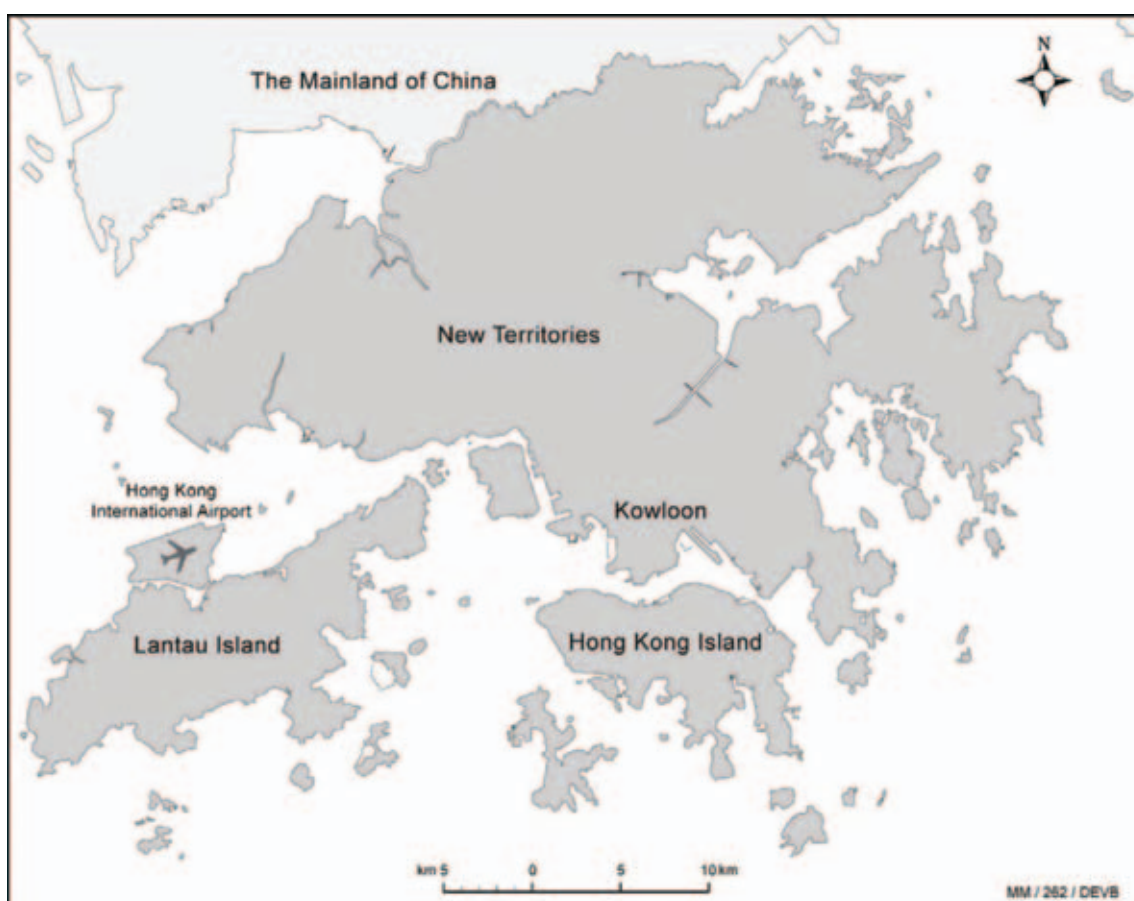 The Mainland of China
N
New Territories
Hong Kong
International Airport
Kowloon
Lantau Island
Hong Kong Island
km 5 0 5 10 km
MM / 262 / DEVB